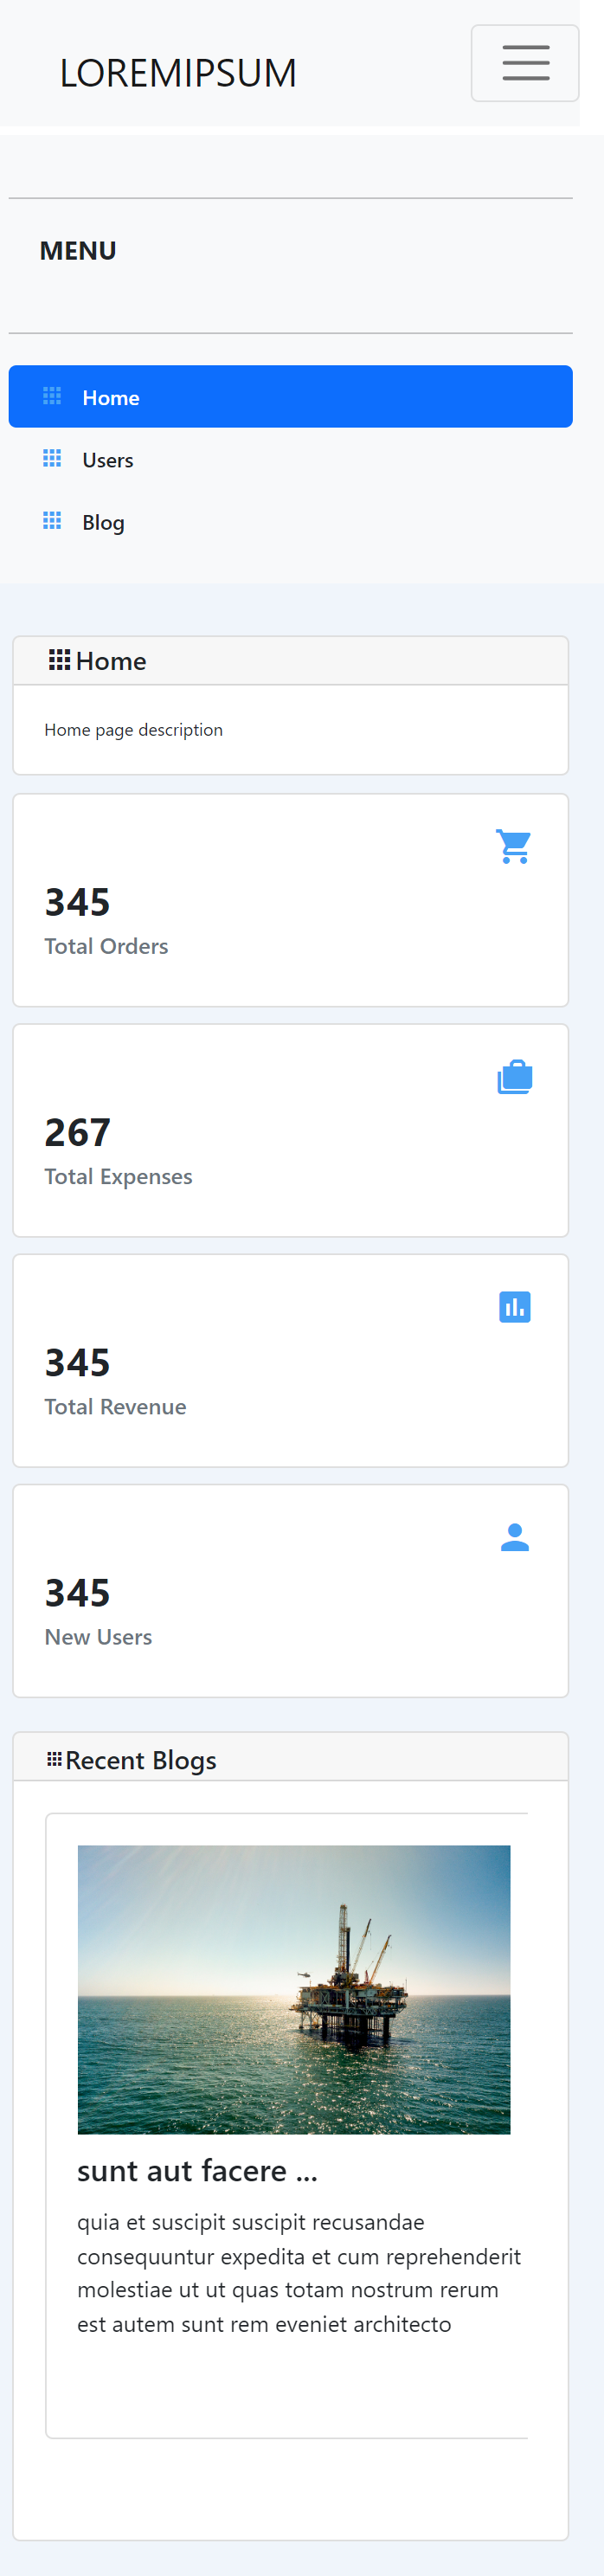 LOREMIPSUM
MENU
Home
Users
Blog
Home
Home page description
345
Total Orders
267
Total Expenses
345
Total Revenue
345
New Users
Recent Blogs
sunt aut facere ...
quia et suscipit suscipit recusandae
consequuntur expedita et cum reprehenderit
molestiae ut ut quas totam nostrum rerum
est autem sunt rem eveniet architecto